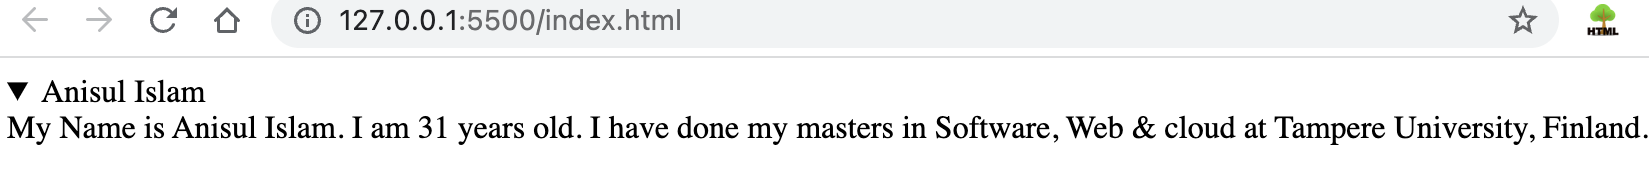 127.0.0.1:5500/index.html
HTML
▼ Anisul Islam
My Name is Anisul Islam. I am 31 years old. I have done my masters in Software, Web & cloud at Tampere University, Finland.